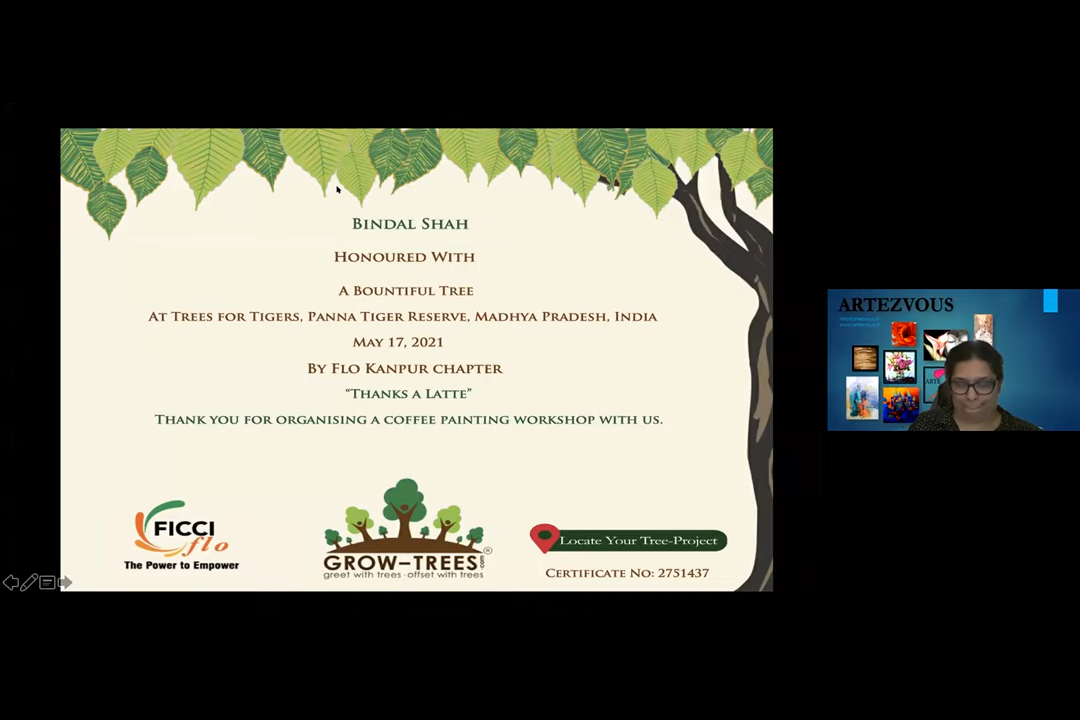 Bindal Shah
Honoured With
A Bountiful Tree
At Trees for Tigers, Panna Tiger Reserve, Madhya Pradesh, India
May 17, 2021
By Flo Kanpur chapter
“Thanks a Latte”
Thank you for organising a coffee painting workshop with us.
FICCI
flo
The Power to Empower
GROW-TREES.com®
greet with trees · offset with trees
Locate Your Tree-Project
Certificate No: 2751437
ARTEZVOUS
ARTE